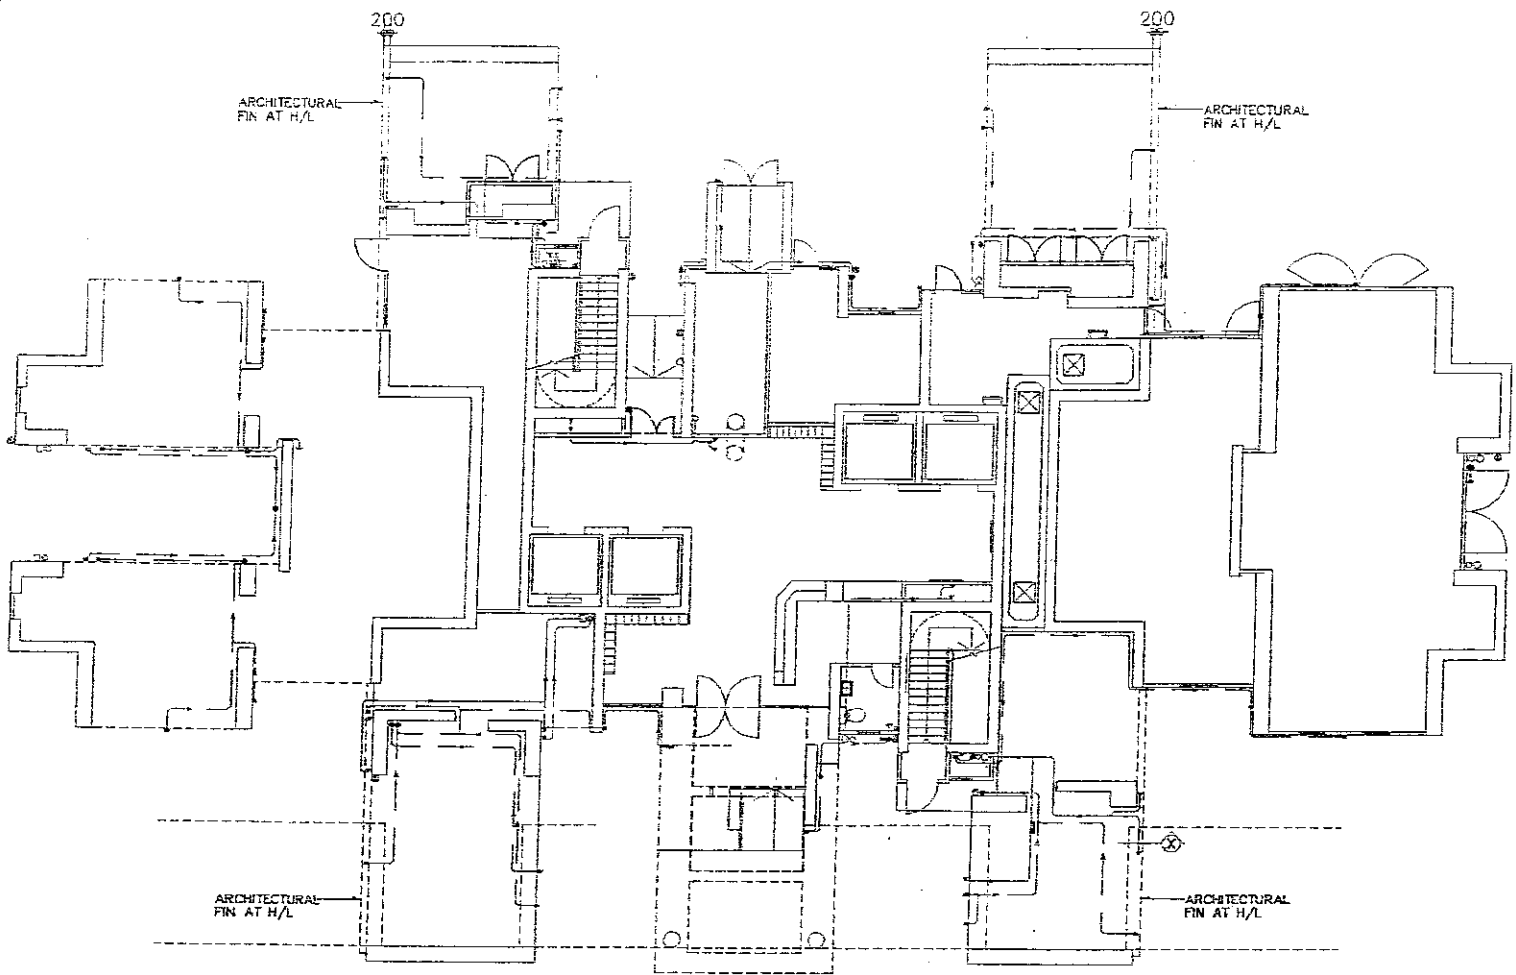 200
200
ARCHITECTURAL
FIN AT H/L
ARCHITECTURAL
FIN AT H/L
X
ARCHITECTURAL
FIN AT H/L
ARCHITECTURAL
FIN AT H/L